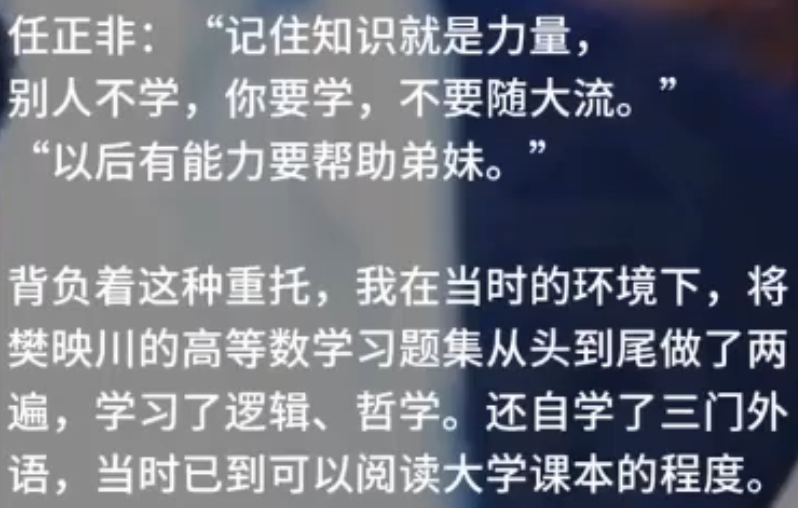 任正非：“记住知识就是力量，
别人不学，你要学，不要随大流。”
“以后有能力要帮助弟妹。”
背负着这种重托，我在当时的环境下，将
樊映川的高等数学习题集从头到尾做了两
遍，学习了逻辑、哲学。还自学了三门外
语，当时已到可以阅读大学课本的程度。